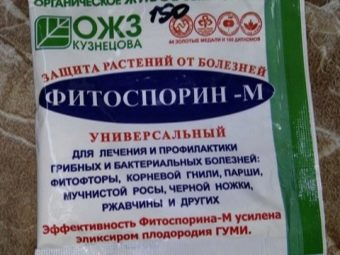 ОРГАНИЧЕСКОЕ
150
ОЖЗ
КУЗНЕЦОВА
ЗАЩИТА РАСТЕНИЙ ОТ БОЛЕЗНЕЙ
ФИТОСПОРИН -М
УНИВЕРСАЛЬНЫЙ
ДЛЯ ЛЕЧЕНИЯ И ПРОФИЛАКТИКИ
ГРИБНЫХ И БАКТЕРИАЛЬНЫХ БОЛЕЗНЕЙ:
ФИТОФТОРЫ, КОРНЕВОЙ ГНИЛИ, ПАРШИ,
МУЧНИСТОЙ РОСЫ, ЧЕРНОЙ НОЖКИ,
РЖАВЧИНЫ И ДРУГИХ
Эффективность Фитоспорина-М усилена
эликсиром плодородия ГУМИ.